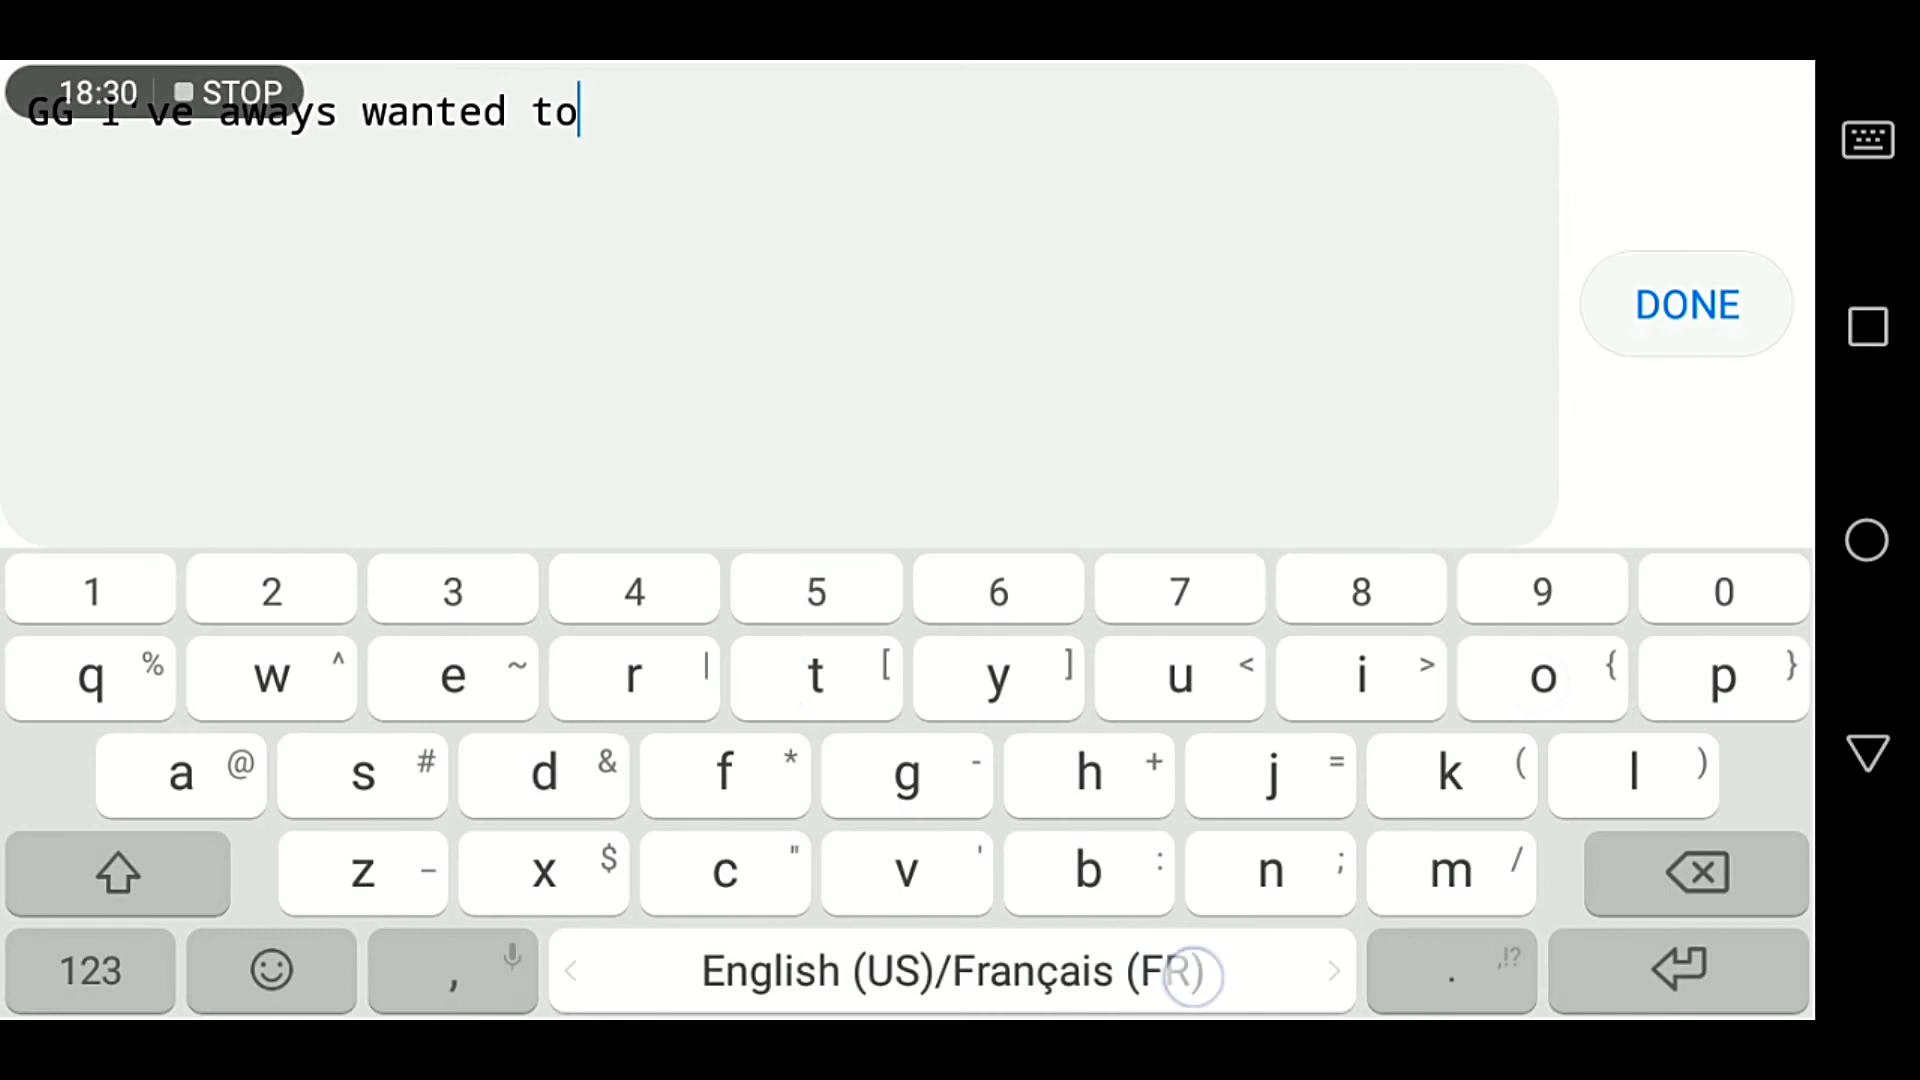 18:30 STOP
GG I've aways wanted to
DONE
1 2 3 4 5 6 7 8 9 0
q % w ^ e ~ r | t [ y ] u < i > o { p }
a @ s # d & f * g - h + j = k ( l )
z _ x $ c " v ' b : n ; m /
123 , < English (US)/Français (FR) > . ,!?